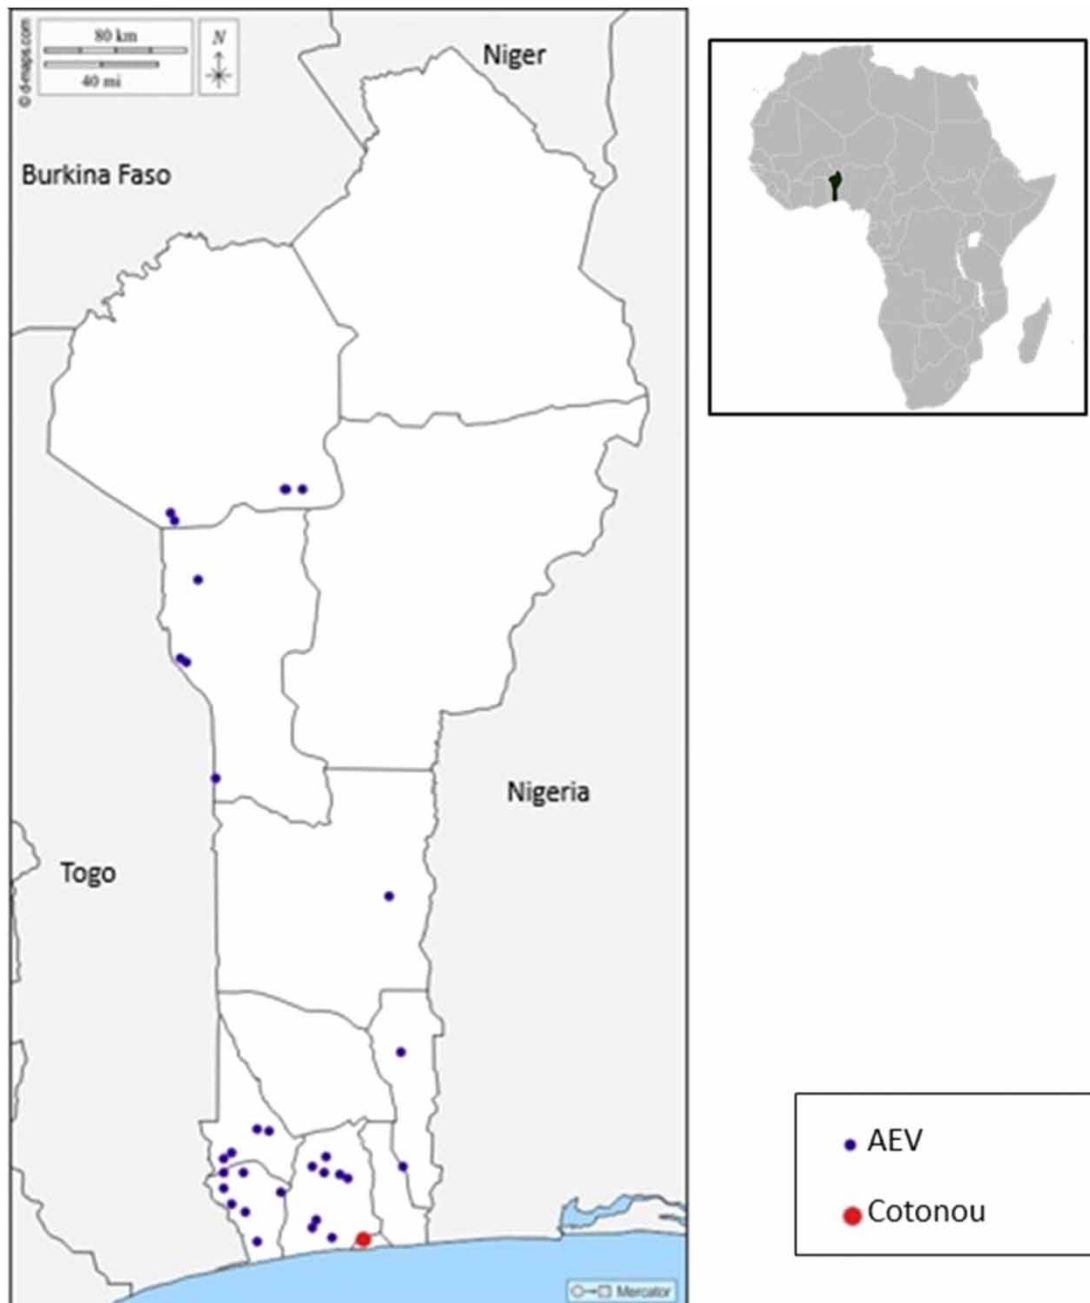 80 km
40 mi
N
© d-maps.com
Niger
Burkina Faso
Nigeria
Togo
AEV
Cotonou
Mercator